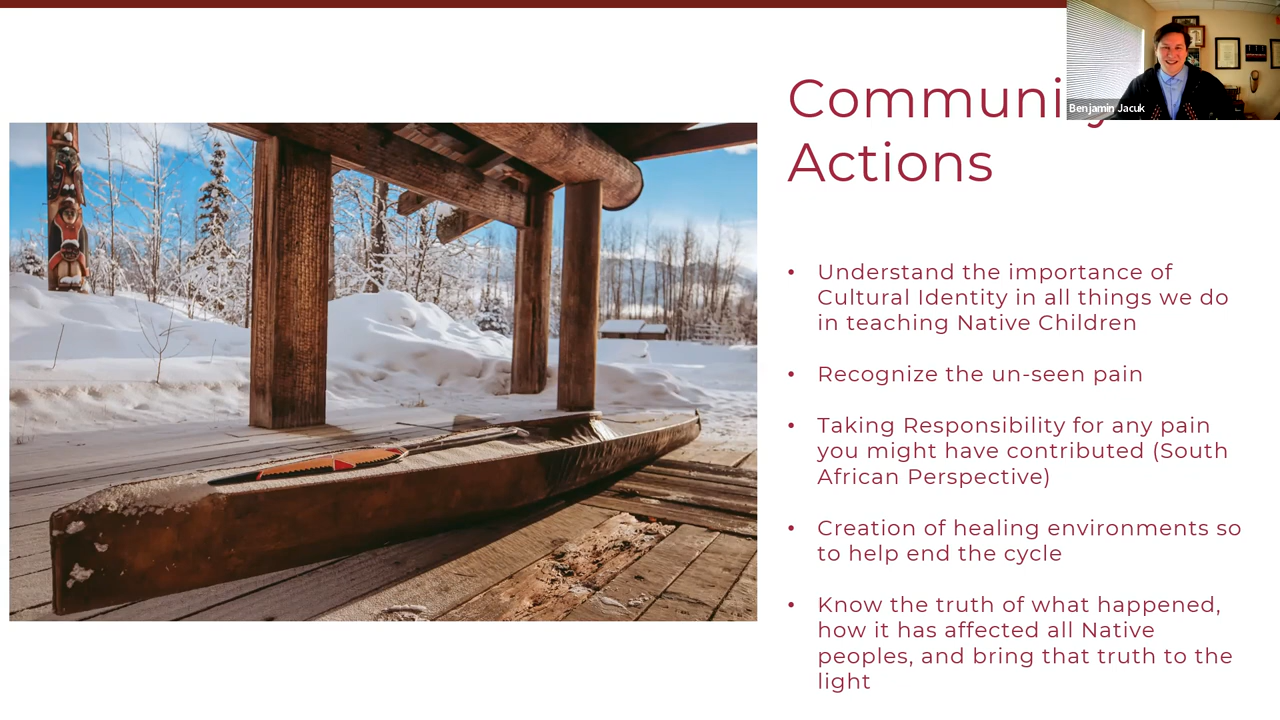 Communi
Actions
Benjamin Jacuk
• Understand the importance of
Cultural Identity in all things we do
in teaching Native Children
• Recognize the un-seen pain
• Taking Responsibility for any pain
you might have contributed (South
African Perspective)
• Creation of healing environments so
to help end the cycle
• Know the truth of what happened,
how it has affected all Native
peoples, and bring that truth to the
light